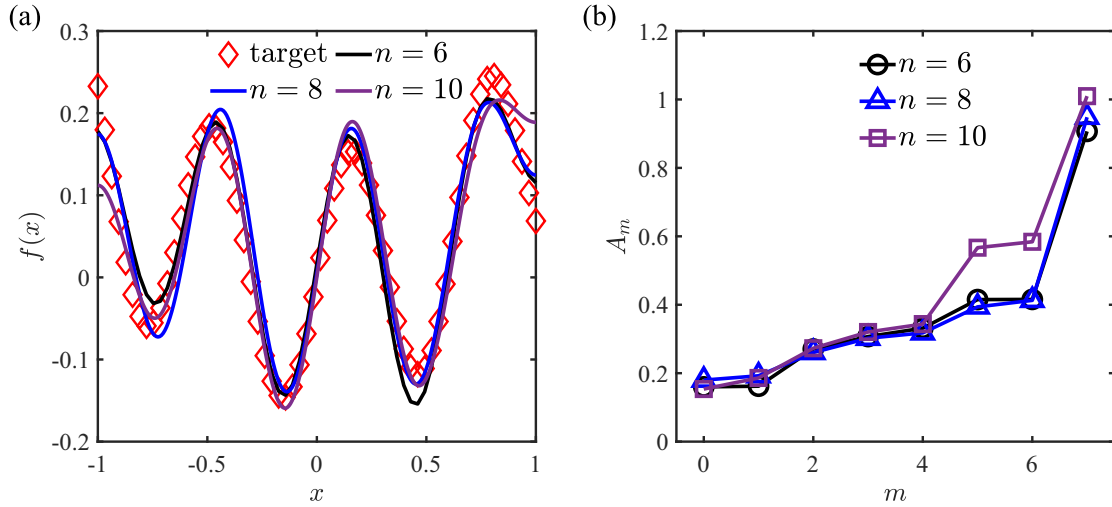 (a)
0.3
0.2
0.1
0
-0.1
-0.2
f(x)
target n = 6
n = 8 n = 10
-1 -0.5 0 0.5 1
x
(b)
1.2
1
0.8
0.6
0.4
0.2
0
A_m
n = 6
n = 8
n = 10
0 2 4 6
m